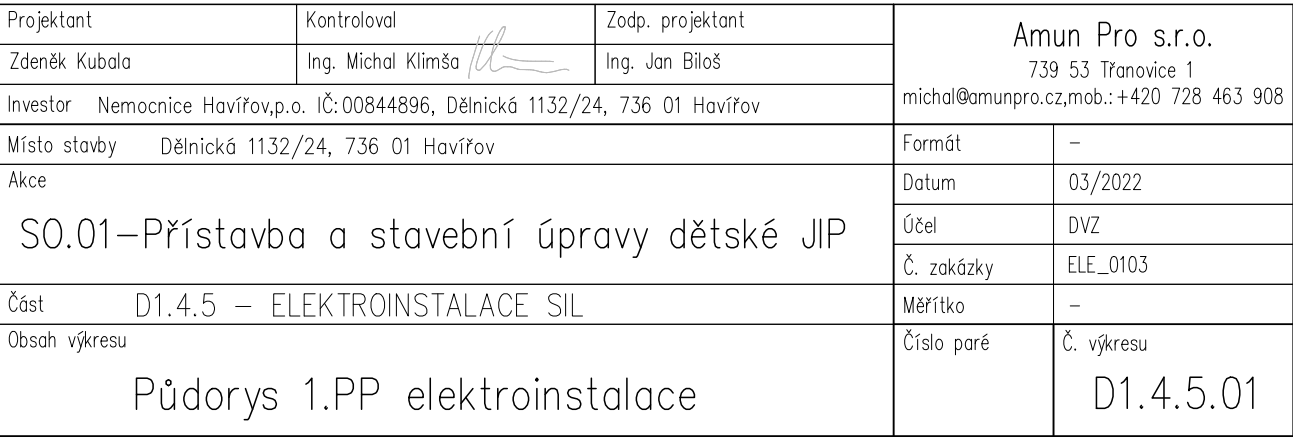 Projektant Kontroloval Zodp. projektant
Zdeněk Kubala Ing. Michal Klimša Ing. Jan Biloš
Investor Nemocnice Havířov,p.o. IČ:00844896, Dělnická 1132/24, 736 01 Havířov
Místo stavby Dělnická 1132/24, 736 01 Havířov
Akce
SO.01-Přístavba a stavební úpravy dětské JIP
Část D1.4.5 - ELEKTROINSTALACE SIL
Obsah výkresu
Půdorys 1.PP elektroinstalace
Amun Pro s.r.o.
739 53 Třanovice 1
michal@amunpro.cz,mob.:+420 728 463 908
Formát -
Datum 03/2022
Účel DVZ
Č. zakázky ELE_0103
Měřítko -
Číslo paré Č. výkresu
D1.4.5.01